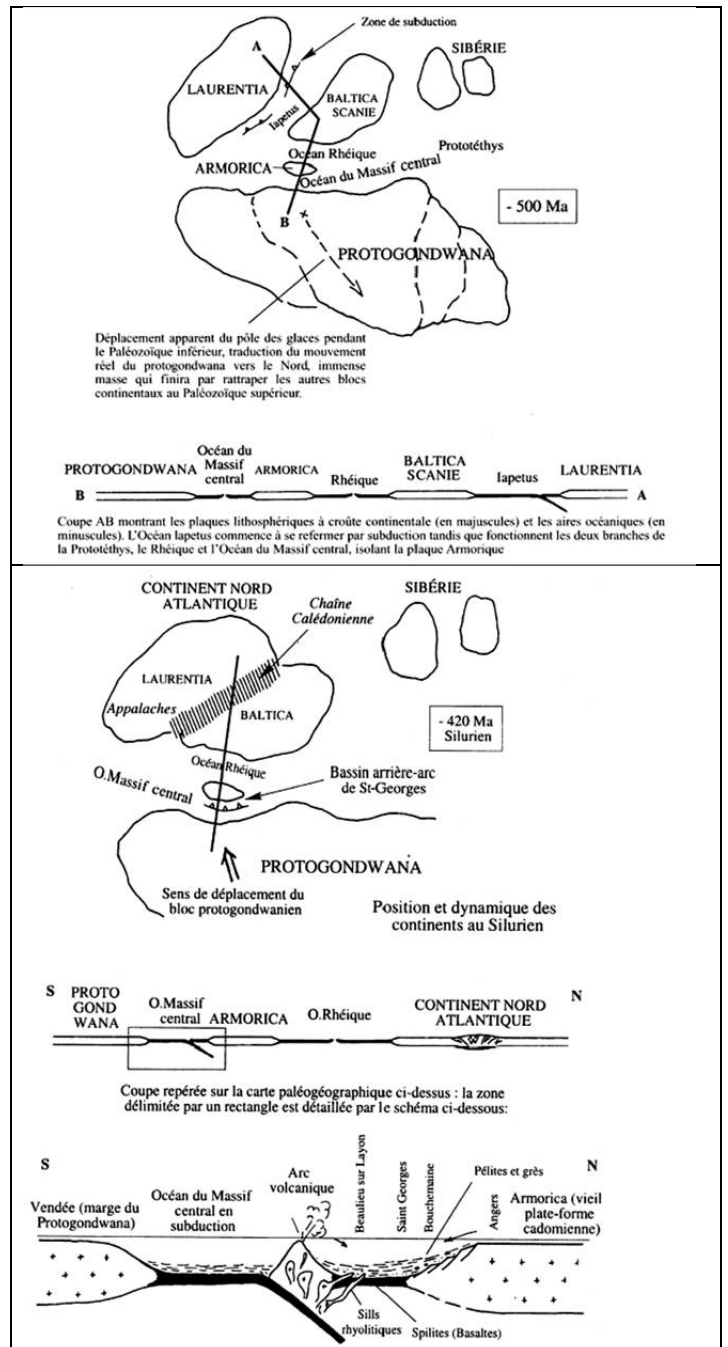 Zone de subduction
A
SIBÉRIE
LAURENTIA
BALTICA
SCANIE
Iapetus
Océan Rhéique
Prototéthys
ARMORICA
Océan du Massif central
- 500 Ma
B
PROTOGONDWANA
Déplacement apparent du pôle des glaces pendant
le Paléozoïque inférieur, traduction du mouvement
réel du protogondwana vers le Nord, immense
masse qui finira par rattraper les autres blocs
continentaux au Paléozoïque supérieur.
PROTOGONDWANA
Océan du
Massif
central
ARMORICA
Rhéique
BALTICA
SCANIE
Iapetus
LAURENTIA
B
A
Coupe AB montrant les plaques lithosphériques à croûte continentale (en majuscules) et les aires océaniques (en
minuscules). L'Océan Iapetus commence à se refermer par subduction tandis que fonctionnent les deux branches de
la Prototéthys, le Rhéique et l'Océan du Massif central, isolant la plaque Armorique
CONTINENT NORD
ATLANTIQUE
Chaîne
Calédonienne
SIBÉRIE
LAURENTIA
Appalaches
BALTICA
- 420 Ma
Silurien
Océan Rhéique
O.Massif central
Bassin arrière-arc
de St-Georges
PROTOGONDWANA
Sens de déplacement du
bloc protogondwanien
Position et dynamique des
continents au Silurien
S
PROTO
GOND
WANA
O.Massif
central
ARMORICA
O.Rhéique
CONTINENT NORD
ATLANTIQUE
N
Coupe repérée sur la carte paléogéographique ci-dessus : la zone
délimitée par un rectangle est détaillée par le schéma ci-dessous:
S
N
Vendée (marge du
Protogondwana)
Océan du Massif
central en
subduction
Arc
volcanique
Beaulieu sur Layon
Saint Georges
Bouchemaine
Pélites et grès
Angers
Armorica (vieil
plate-forme
cadomienne)
Sills
rhyolitiques
Spilites (Basaltes)